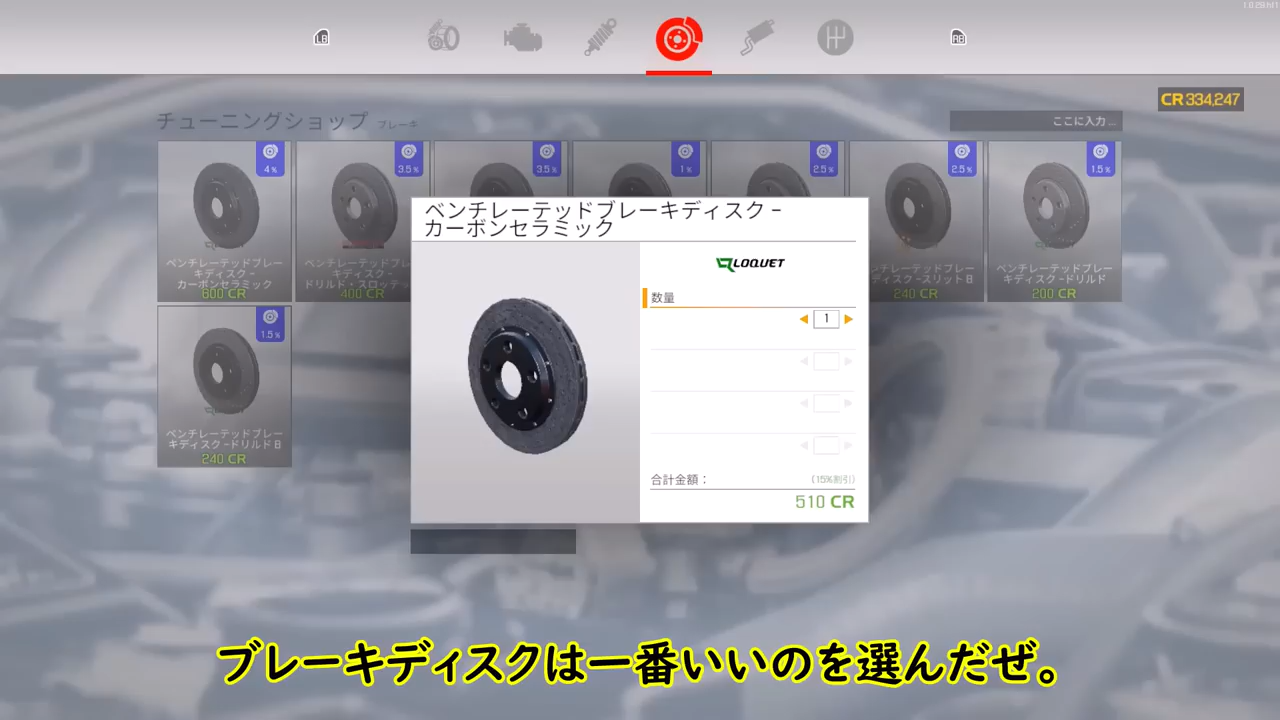 1.0.29.hf1
LB
RB
CR 334,247
チューニングショップ ブレーキ
ここに入力...
4%
3.5%
3.5%
1%
2.5%
2.5%
1.5%
ベンチレーテッドブレー
キディスク -
カーボンセラミック
600 CR
ベンチレーテッドブレ
キディスク -
ドリルド・スロッテ
400 CR
ンチレーテッドブレー
ディスク -スリット B
240 CR
ベンチレーテッドブレー
キディスク -ドリルド
200 CR
1.5%
ベンチレーテッドブレー
キディスク -ドリルド B
240 CR
ベンチレーテッドブレーキディスク -
カーボンセラミック
LOQUET
数量
1
合計金額:
(15%割引)
510 CR
ブレーキディスクは一番いいのを選んだぜ。